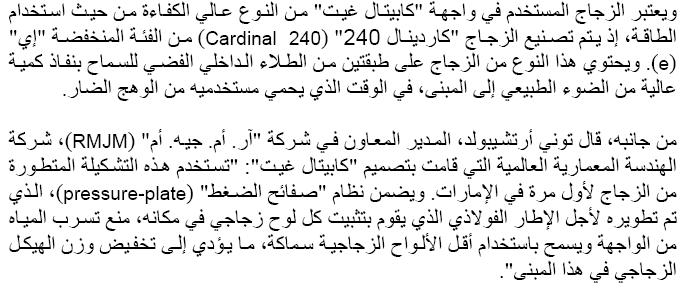 ويعتبر الزجاج المستخدم في واجهة "كابيتال غيت" من النوع عالي الكفاءة من حيث استخدام
الطاقة، إذ يتم تصنيع الزجاج "كاردينال 240" (Cardinal 240) من الفئة المنخفضة "إي"
(e). ويحتوي هذا النوع من الزجاج على طبقتين من الطلاء الداخلي الفضي للسماح بنفاذ كمية
عالية من الضوء الطبيعي إلى المبنى، في الوقت الذي يحمي مستخدميه من الوهج الضار.
من جانبه، قال توني أرتشيبولد، المدير المعاون في شركة "آر. أم. جيه. أم" (RMJM)، شركة
الهندسة المعمارية العالمية التي قامت بتصميم "كابيتال غيت": "تستخدم هذه التشكيلة المتطورة
من الزجاج لأول مرة في الإمارات. ويضمن نظام "صفائح الضغط" (pressure-plate)، الذي
تم تطويره لأجل الإطار الفولاذي الذي يقوم بتثبيت كل لوح زجاجي في مكانه، منع تسرب المياه
من الواجهة ويسمح باستخدام أقل الألواح الزجاجية سماكة، ما يؤدي إلى تخفيض وزن الهيكل
الزجاجي في هذا المبنى".